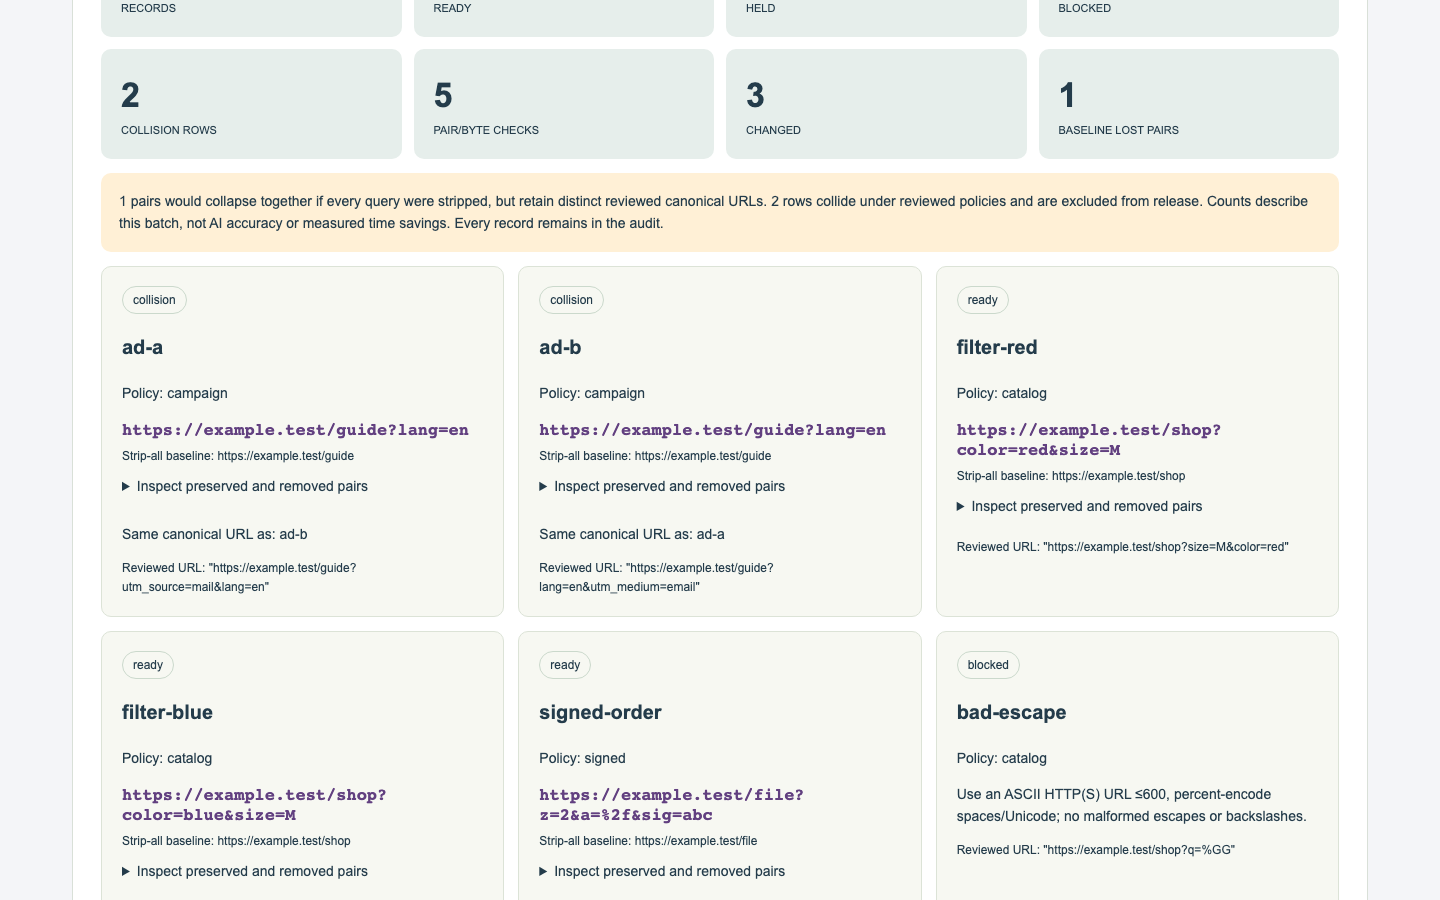 RECORDS
READY
HELD
BLOCKED
2
COLLISION ROWS
5
PAIR/BYTE CHECKS
3
CHANGED
1
BASELINE LOST PAIRS
1 pairs would collapse together if every query were stripped, but retain distinct reviewed canonical URLs. 2 rows collide under reviewed policies and are excluded from release. Counts describe
this batch, not AI accuracy or measured time savings. Every record remains in the audit.
collision
ad-a
Policy: campaign
https://example.test/guide?lang=en
Strip-all baseline: https://example.test/guide
▶ Inspect preserved and removed pairs
Same canonical URL as: ad-b
Reviewed URL: "https://example.test/guide?
utm_source=mail&lang=en"
collision
ad-b
Policy: campaign
https://example.test/guide?lang=en
Strip-all baseline: https://example.test/guide
▶ Inspect preserved and removed pairs
Same canonical URL as: ad-a
Reviewed URL: "https://example.test/guide?
lang=en&utm_medium=email"
ready
filter-red
Policy: catalog
https://example.test/shop?
color=red&size=M
Strip-all baseline: https://example.test/shop
▶ Inspect preserved and removed pairs
Reviewed URL: "https://example.test/shop?size=M&color=red"
ready
filter-blue
Policy: catalog
https://example.test/shop?
color=blue&size=M
Strip-all baseline: https://example.test/shop
▶ Inspect preserved and removed pairs
ready
signed-order
Policy: signed
https://example.test/file?
z=2&a=%2f&sig=abc
Strip-all baseline: https://example.test/file
▶ Inspect preserved and removed pairs
blocked
bad-escape
Policy: catalog
Use an ASCII HTTP(S) URL ≤600, percent-encode
spaces/Unicode; no malformed escapes or backslashes.
Reviewed URL: "https://example.test/shop?q=%GG"